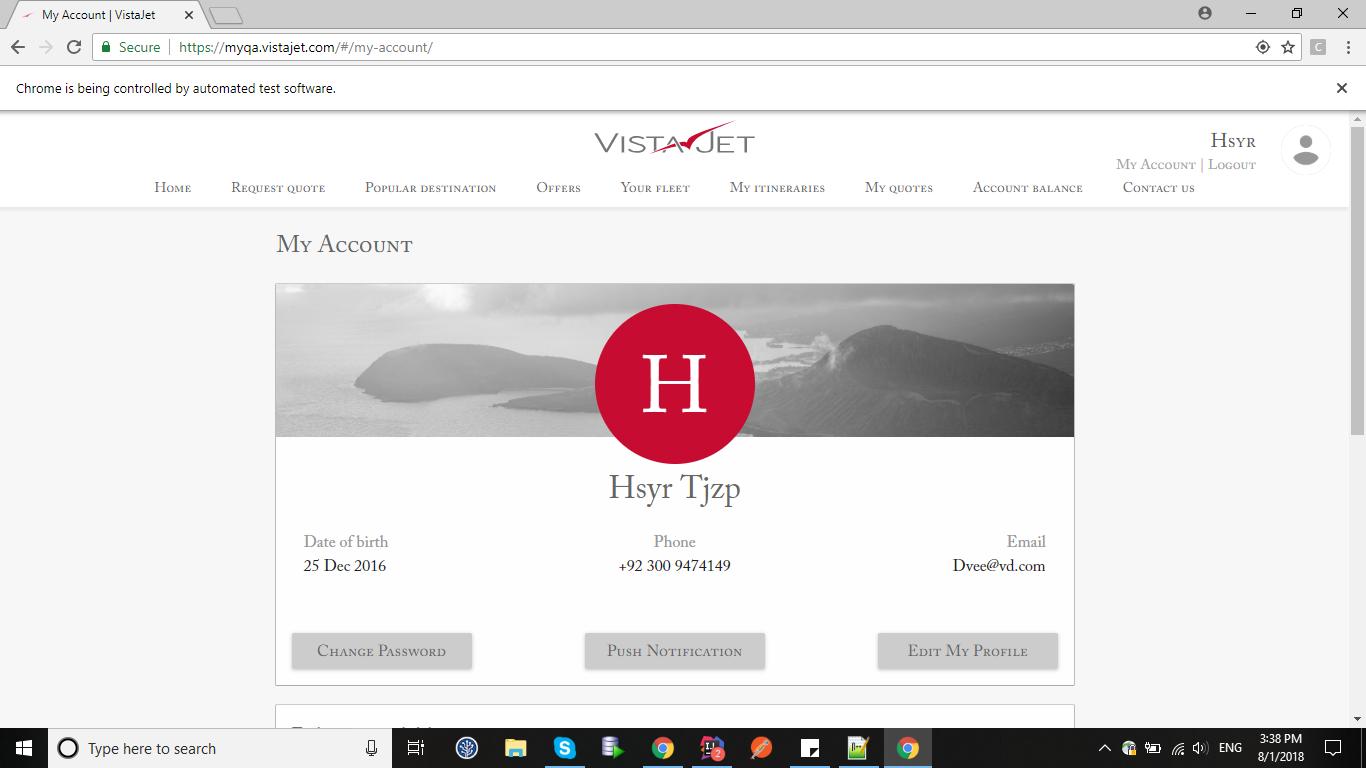 My Account | VistaJet
Secure https://myqa.vistajet.com/#/my-account/
C
Chrome is being controlled by automated test software.
VISTAJET
Hsyr
My Account | Logout
Home Request quote Popular destination Offers Your fleet My itineraries My quotes Account balance Contact us
My Account
H
Hsyr Tjzp
Date of birth Phone Email
25 Dec 2016 +92 300 9474149 Dvee@vd.com
Change Password Push Notification Edit My Profile
Type here to search
S
2
ENG
3:38 PM
8/1/2018